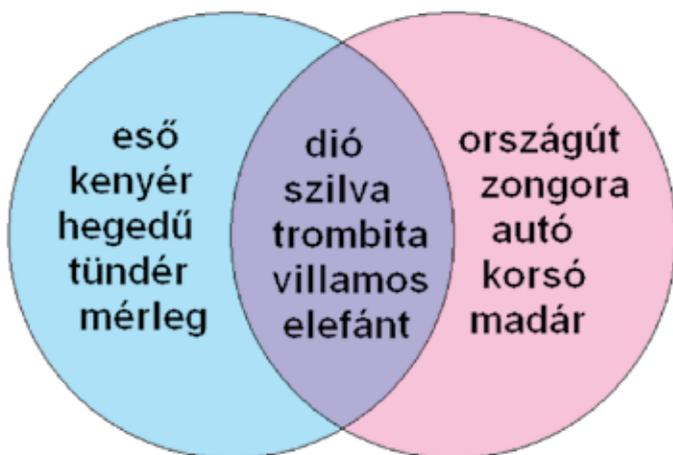 eső
kenyér
hegedű
tündér
mérleg
dió
szilva
trombita
villamos
elefánt
országút
zongora
autó
korsó
madár